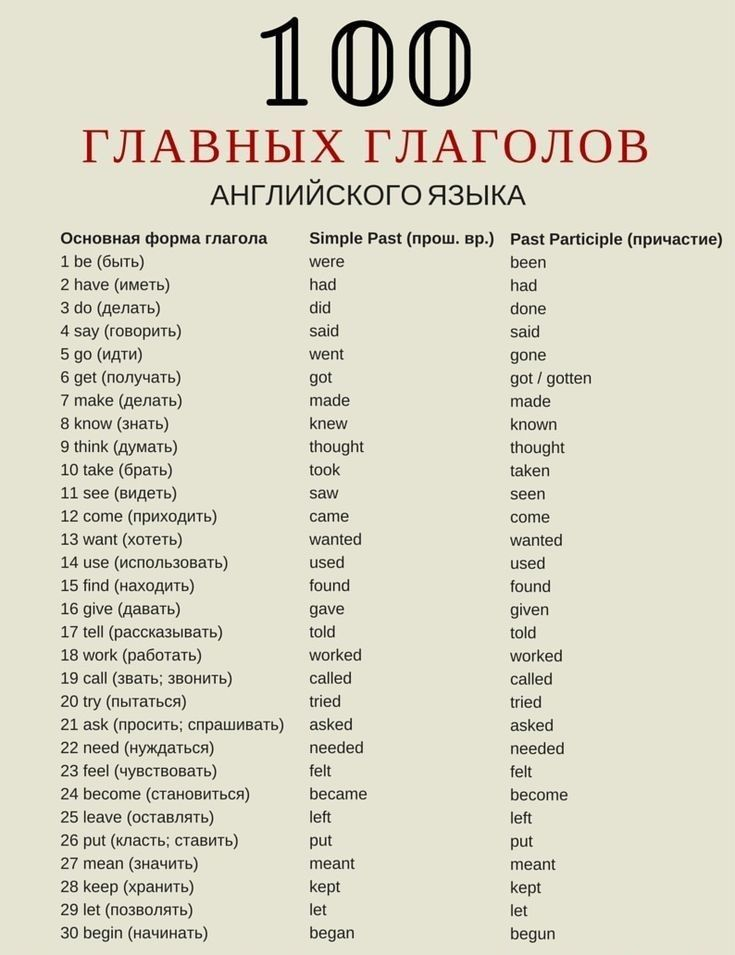 100
ГЛАВНЫХ ГЛАГОЛОВ
АНГЛИЙСКОГО ЯЗЫКА
Основная форма глагола Simple Past (прош. вр.) Past Participle (причастие)
1 be (быть) were been
2 have (иметь) had had
3 do (делать) did done
4 say (говорить) said said
5 go (идти) went gone
6 get (получать) got got / gotten
7 make (делать) made made
8 know (знать) knew known
9 think (думать) thought thought
10 take (брать) took taken
11 see (видеть) saw seen
12 come (приходить) came come
13 want (хотеть) wanted wanted
14 use (использовать) used used
15 find (находить) found found
16 give (давать) gave given
17 tell (рассказывать) told told
18 work (работать) worked worked
19 call (звать; звонить) called called
20 try (пытаться) tried tried
21 ask (просить; спрашивать) asked asked
22 need (нуждаться) needed needed
23 feel (чувствовать) felt felt
24 become (становиться) became become
25 leave (оставлять) left left
26 put (класть; ставить) put put
27 mean (значить) meant meant
28 keep (хранить) kept kept
29 let (позволять) let let
30 begin (начинать) began begun